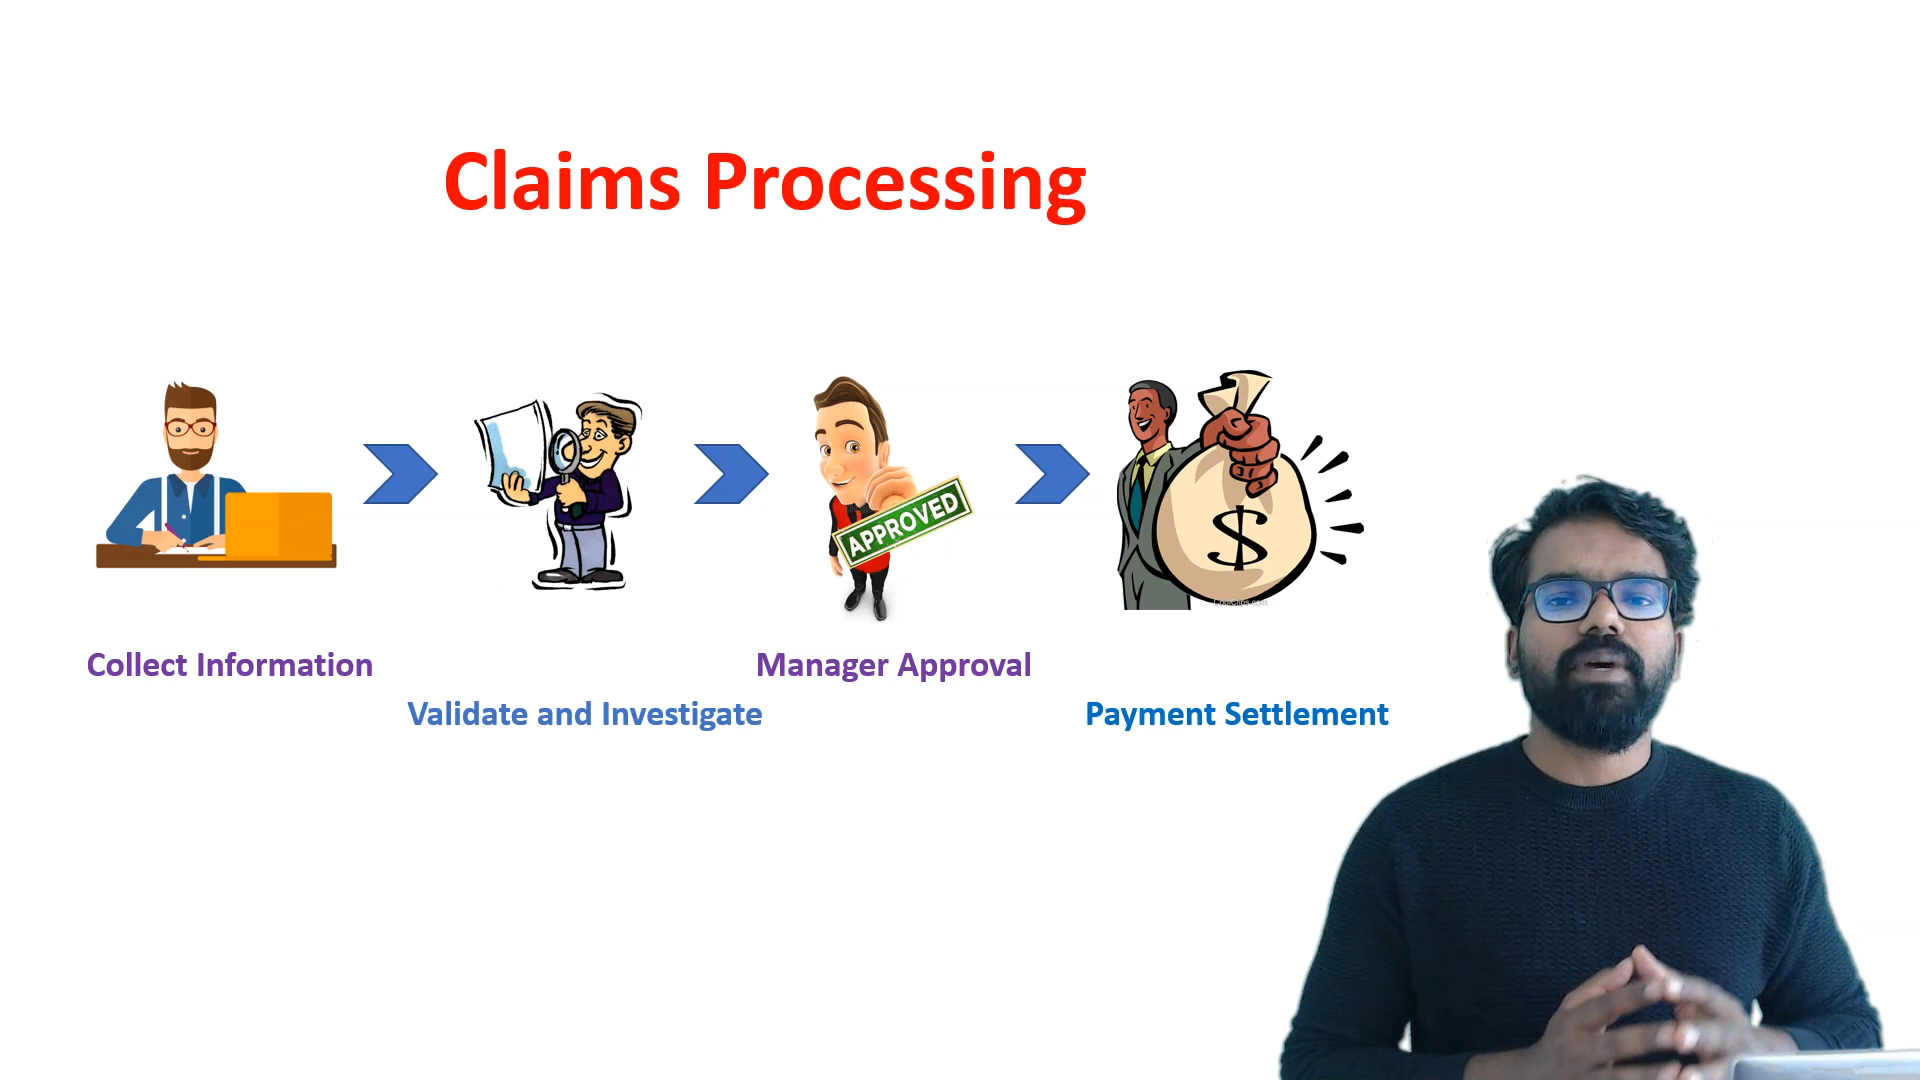 Claims Processing
APPROVED
$
Collect Information
Manager Approval
Validate and Investigate
Payment Settlement